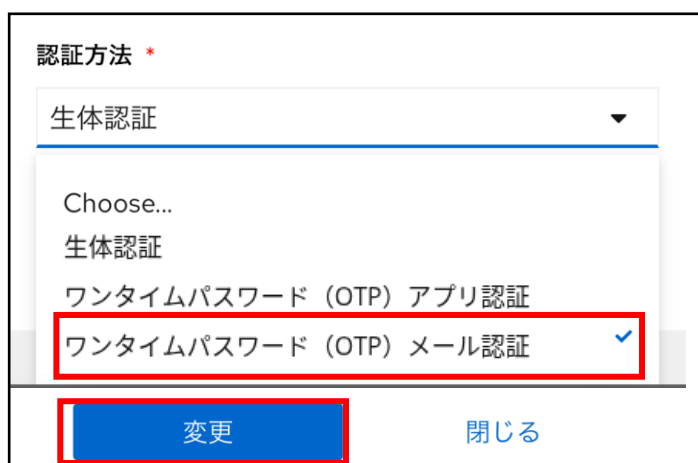 認証方法 *
生体認証
Choose...
生体認証
ワンタイムパスワード（OTP）アプリ認証
ワンタイムパスワード（OTP）メール認証
変更 閉じる